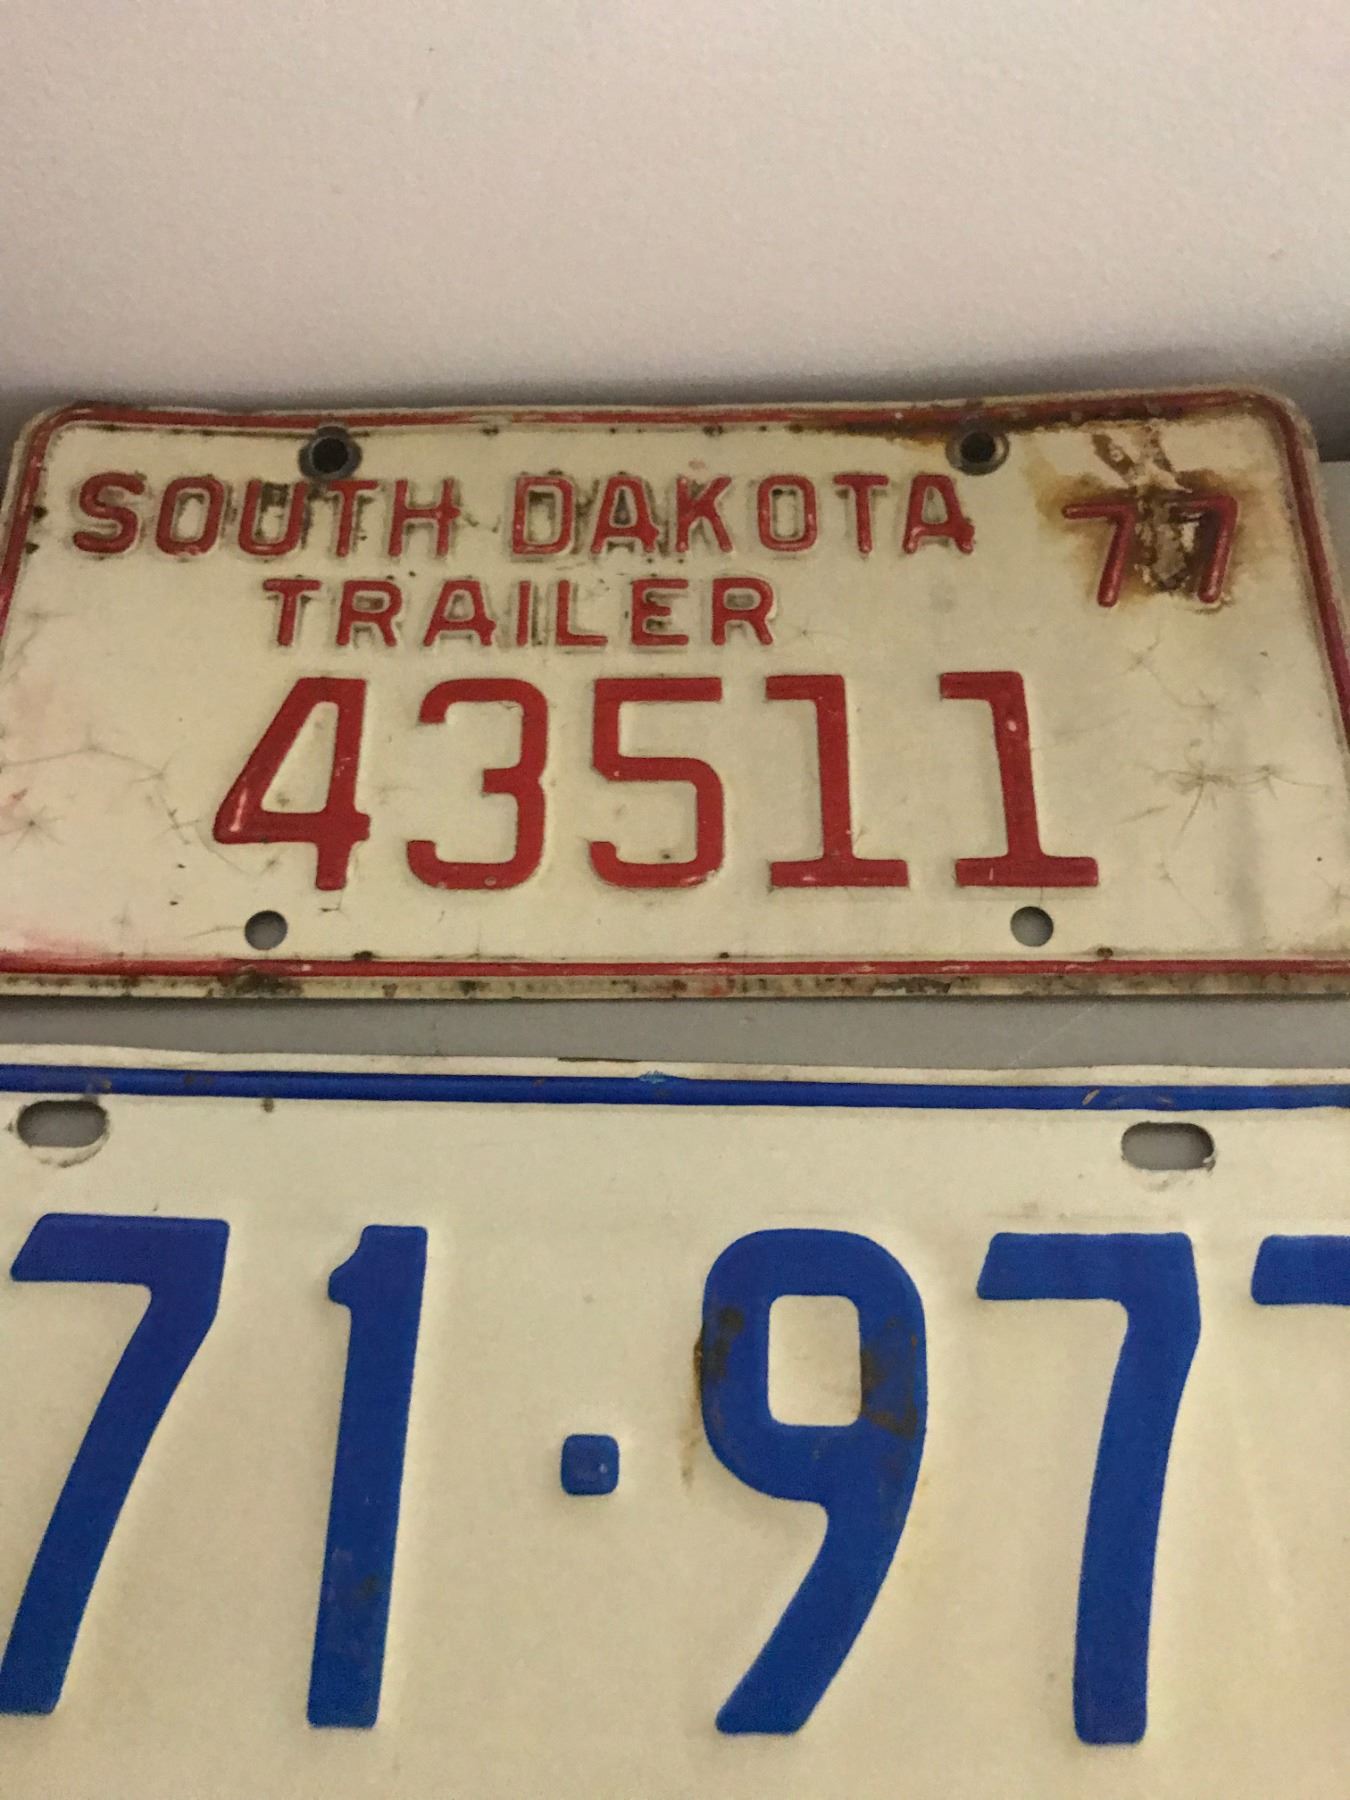 SOUTH DAKOTA 77
TRAILER
43511
71·97